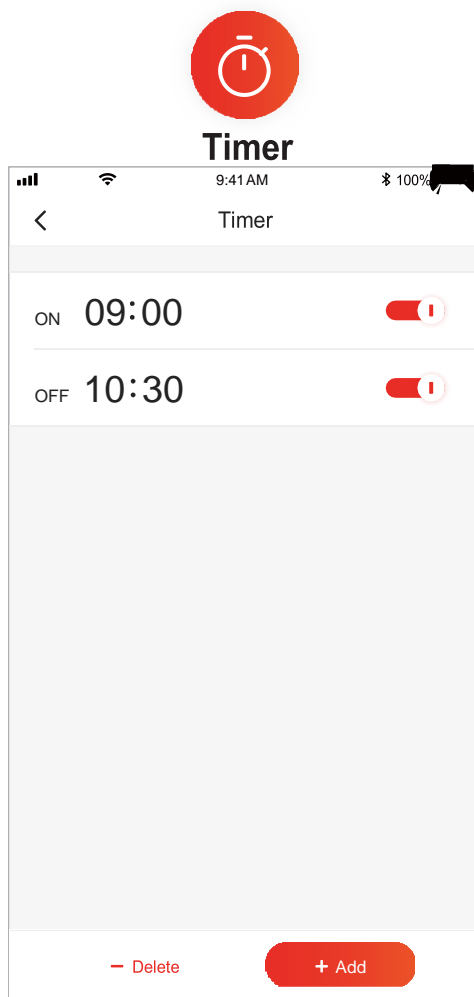 Timer
9:41 AM 100%
Timer
ON 09:00
OFF 10:30
− Delete + Add